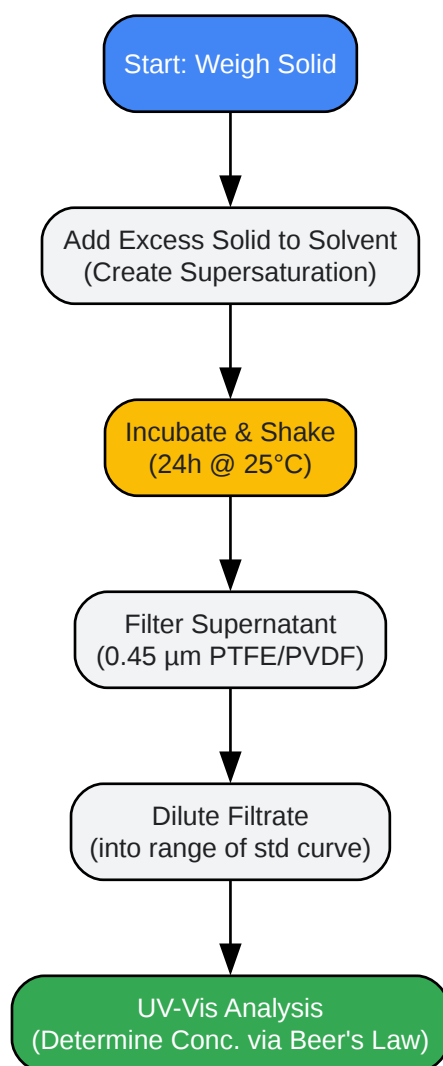 Start: Weigh Solid
Add Excess Solid to Solvent
(Create Supersaturation)
Incubate & Shake
(24h @ 25°C)
Filter Supernatant
(0.45 µm PTFE/PVDF)
Dilute Filtrate
(into range of std curve)
UV-Vis Analysis
(Determine Conc. via Beer's Law)